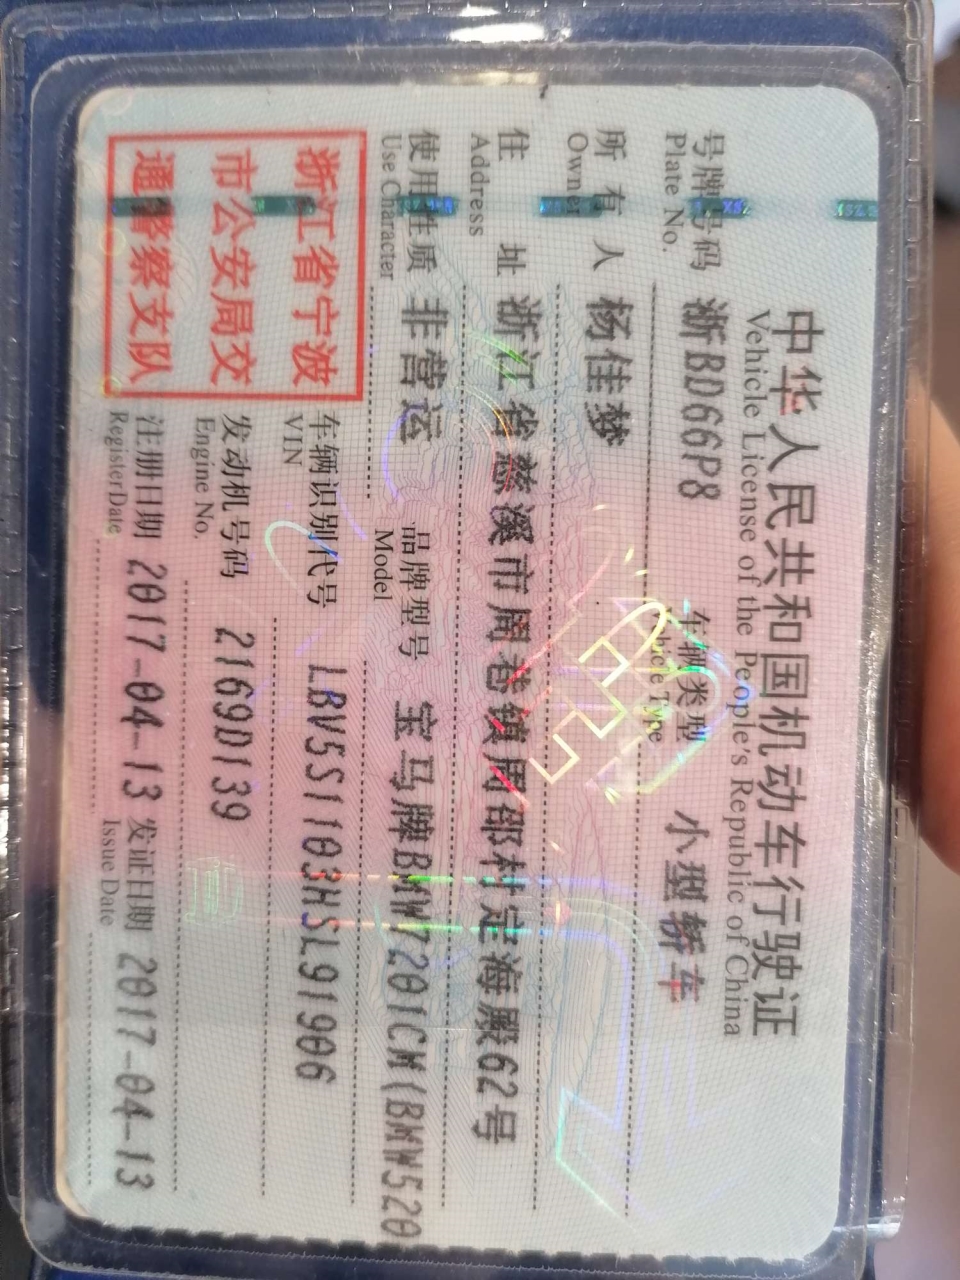 中华人民共和国机动车行驶证
Vehicle License of the People's Republic of China
号牌号码 浙BD66P8 车辆类型 小型轿车
Plate No. Vehicle Type
所有人 杨佳梦
Owner
住址 浙江省慈溪市周巷镇周邵村定海殿62号
Address
使用性质 非营运 品牌型号 宝马牌BMW7201CM(BMW520
Use Character Model
浙江省宁波
市公安局交
通警察支队
车辆识别代号 LBV5S1103HSL91906
VIN
发动机号码 2169D139
Engine No.
注册日期 2017-04-13 发证日期 2017-04-13
Register Date Issue Date